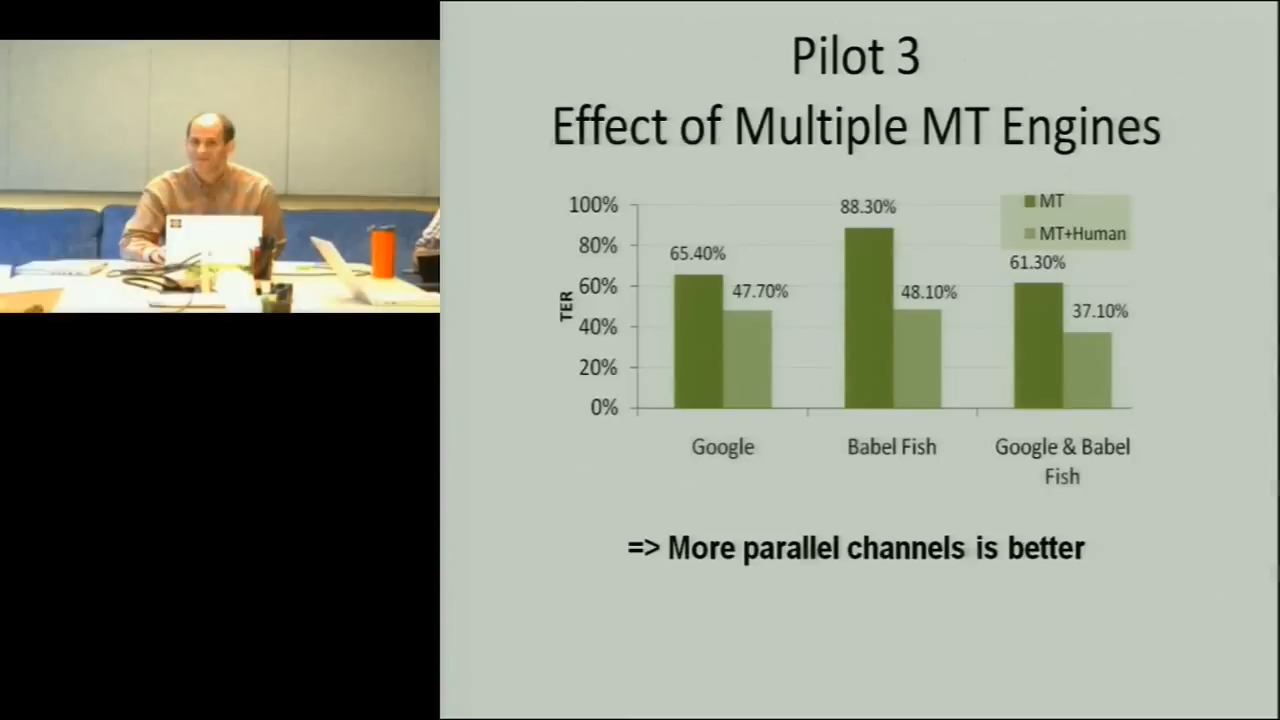 Pilot 3
Effect of Multiple MT Engines
100%
80%
60%
40%
20%
0%
TER
65.40%
47.70%
88.30%
48.10%
61.30%
37.10%
MT
MT+Human
Google
Babel Fish
Google & Babel
Fish
=> More parallel channels is better